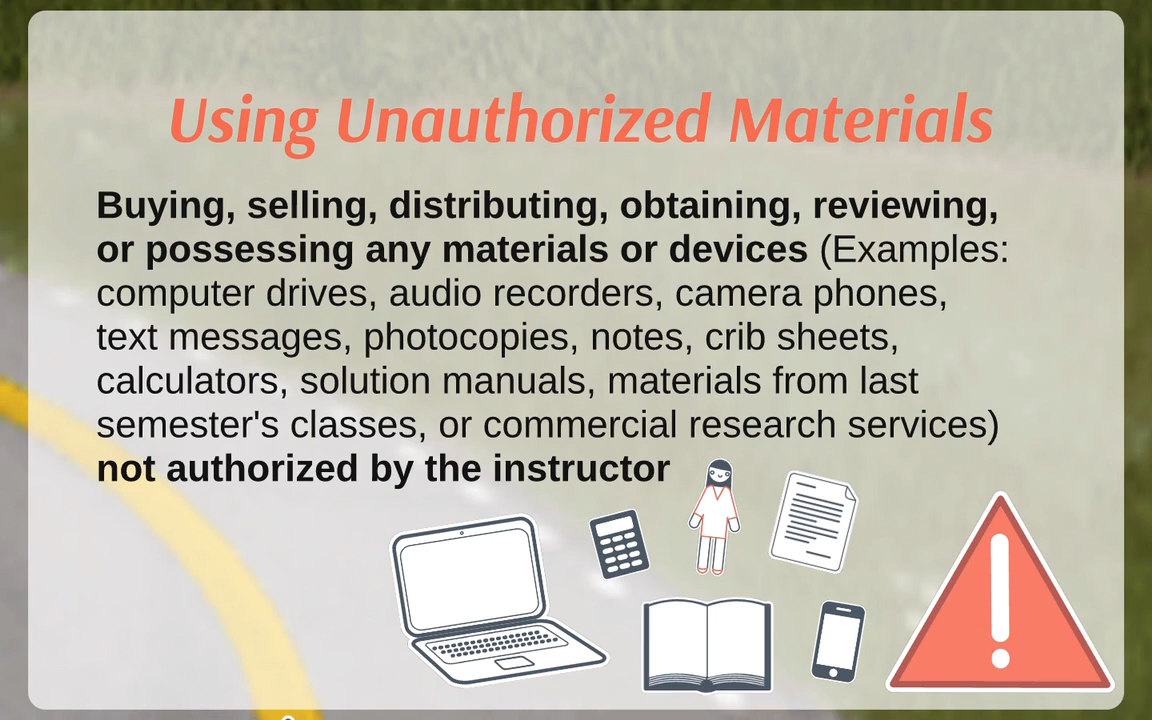 Using Unauthorized Materials
Buying, selling, distributing, obtaining, reviewing,
or possessing any materials or devices (Examples:
computer drives, audio recorders, camera phones,
text messages, photocopies, notes, crib sheets,
calculators, solution manuals, materials from last
semester's classes, or commercial research services)
not authorized by the instructor